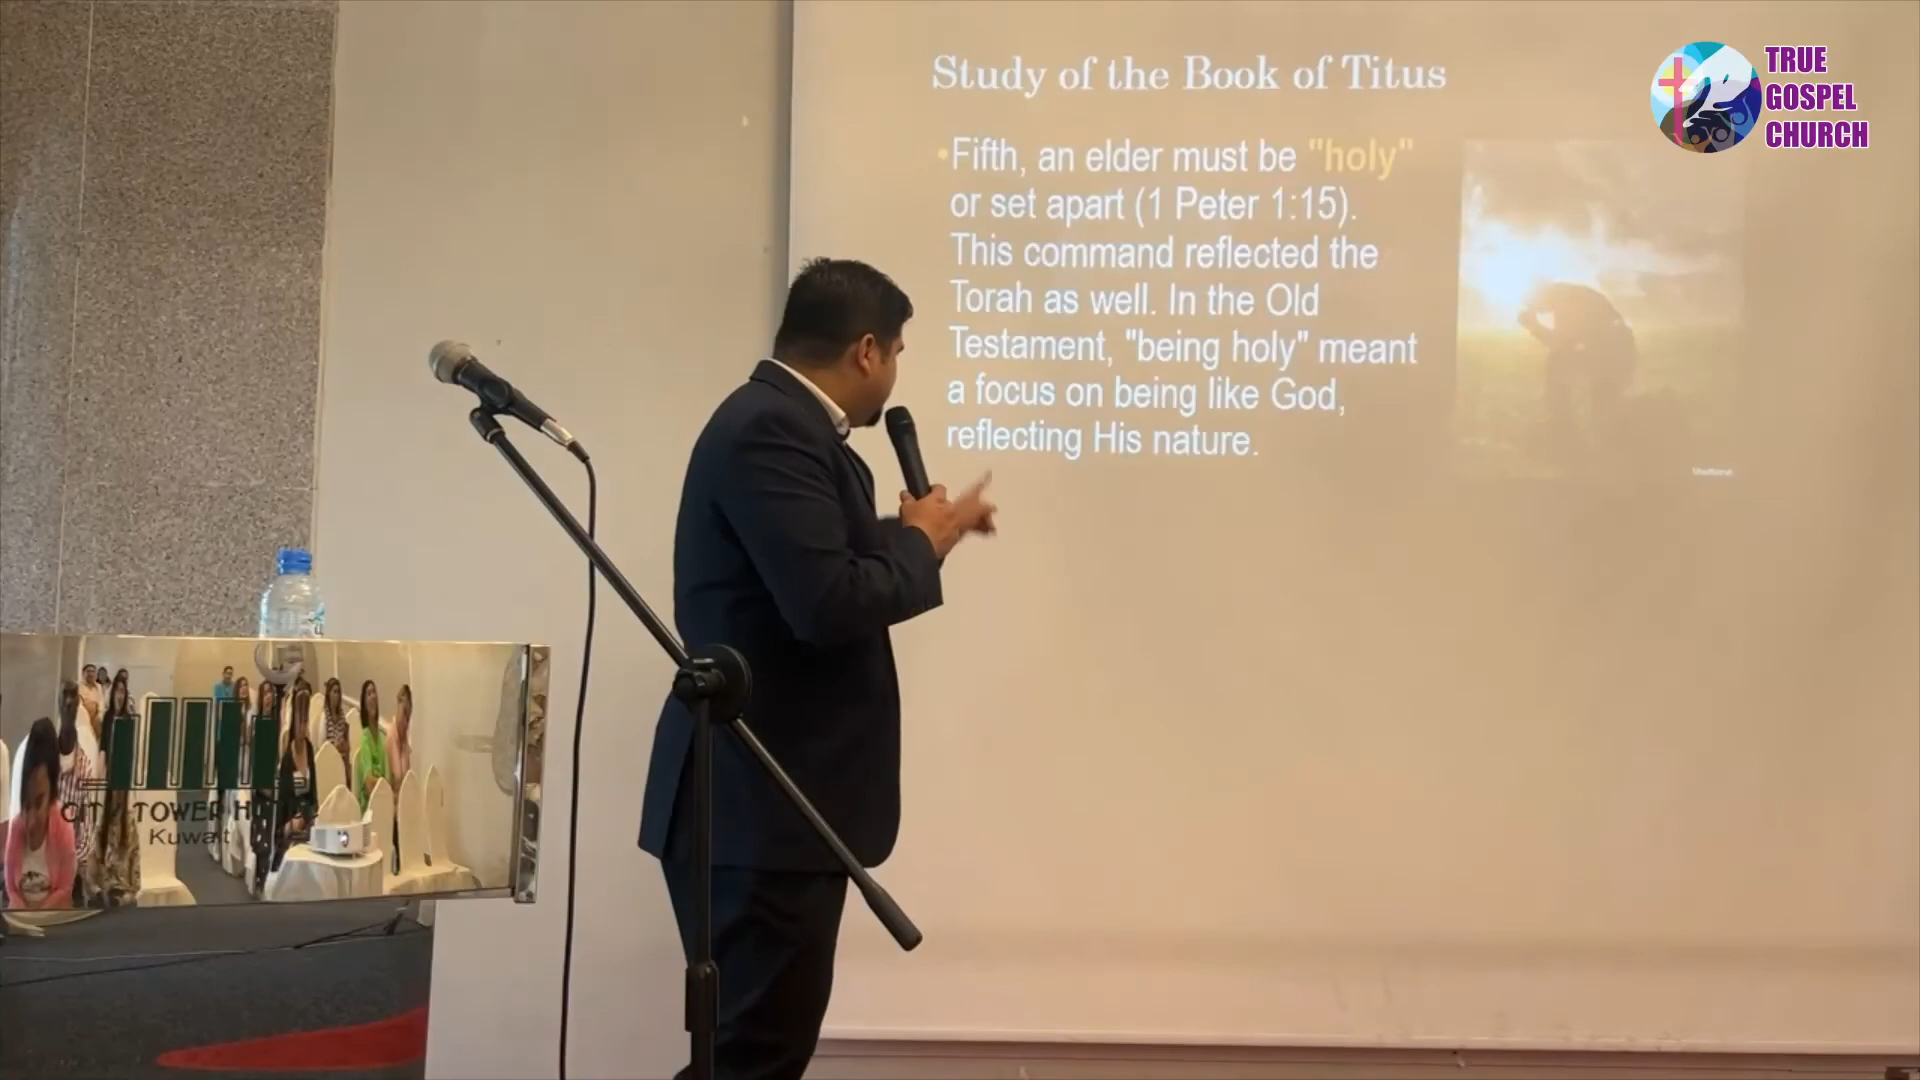 Study of the Book of Titus
•Fifth, an elder must be "holy"
or set apart (1 Peter 1:15).
This command reflected the
Torah as well. In the Old
Testament, "being holy" meant
a focus on being like God,
reflecting His nature.
TRUE
GOSPEL
CHURCH
CITY TOWER
Kuwait